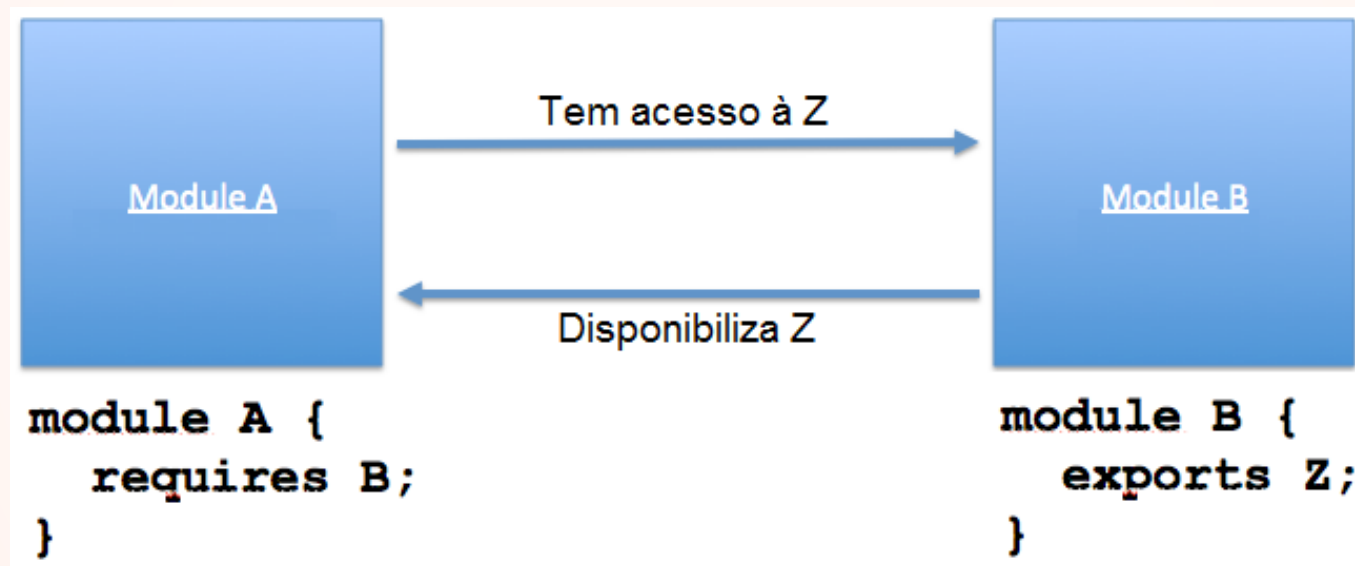 Tem acesso à Z
Module A
Module B
Disponibiliza Z
module A {
requires B;
}
module B {
exports Z;
}